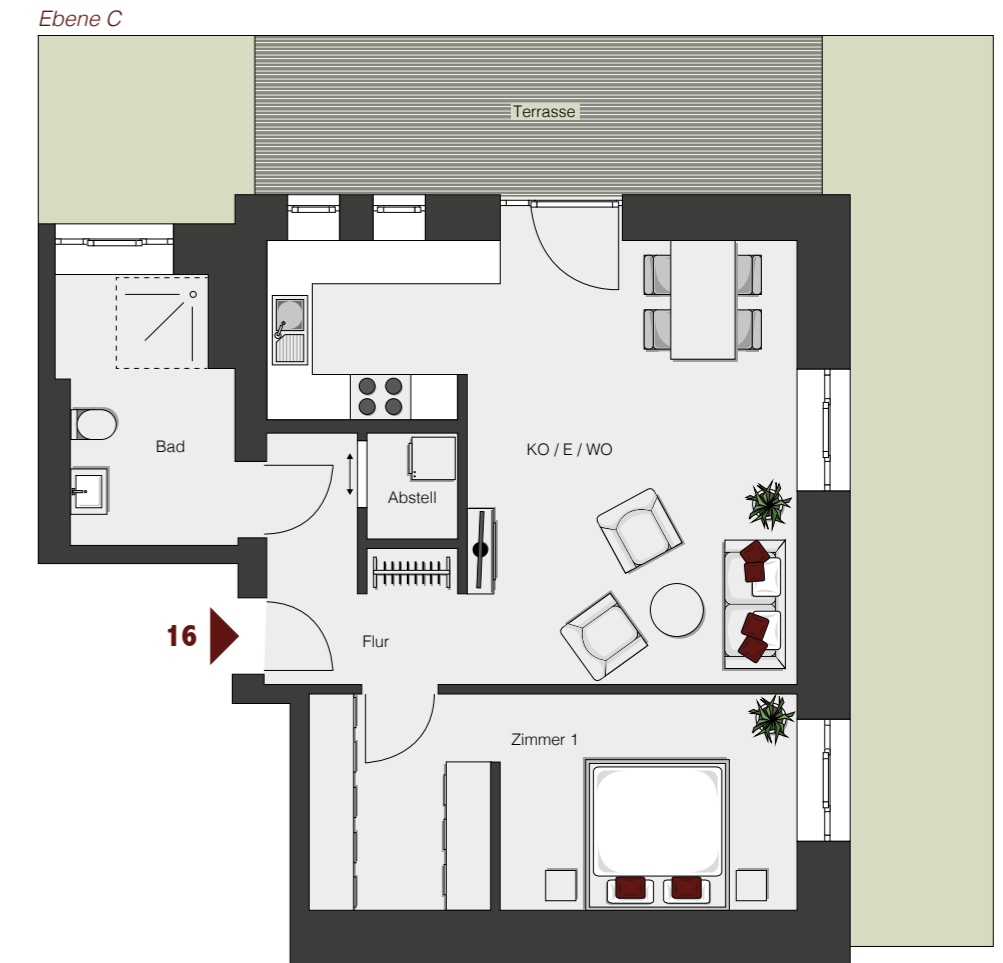 Ebene C
Terrasse
Bad
KO / E / WO
Abstell
16
Flur
Zimmer 1